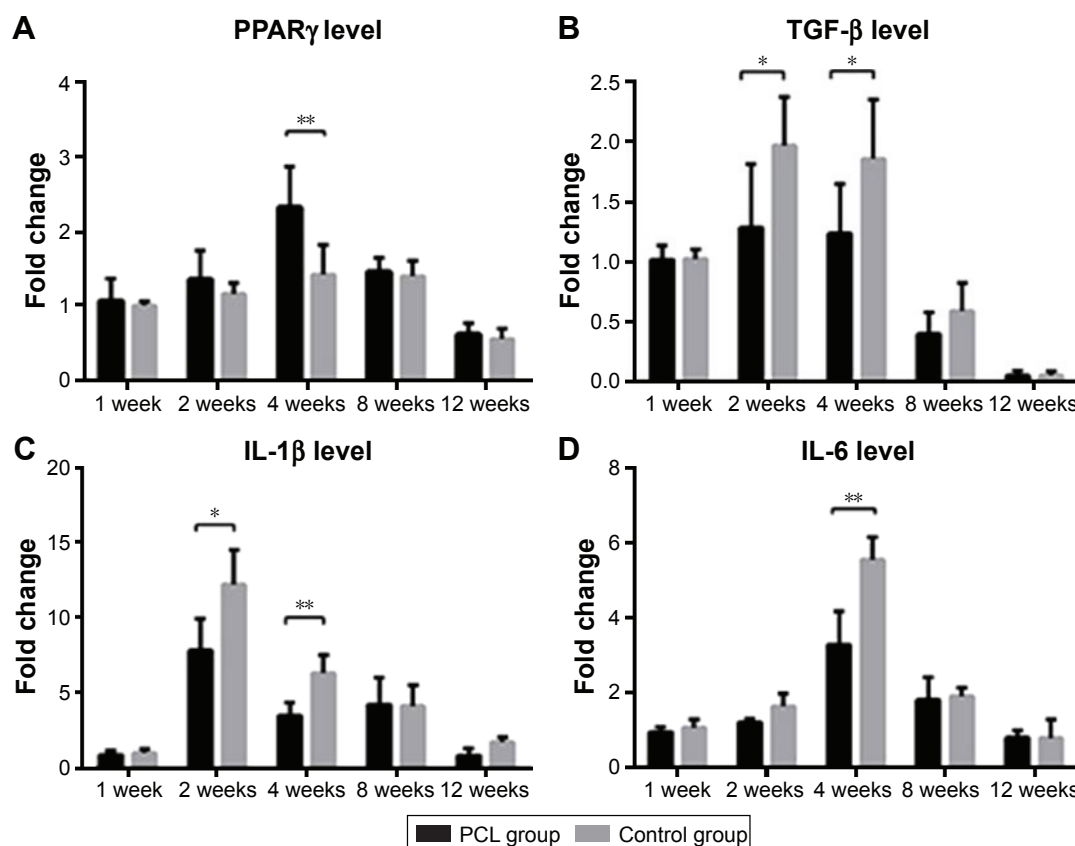 A PPARγ level
Fold change
4
3
2
1
0
**
1 week 2 weeks 4 weeks 8 weeks 12 weeks
B TGF-β level
Fold change
2.5
2.0
1.5
1.0
0.5
0.0
* *
1 week 2 weeks 4 weeks 8 weeks 12 weeks
C IL-1β level
Fold change
20
15
10
5
0
*
**
1 week 2 weeks 4 weeks 8 weeks 12 weeks
D IL-6 level
Fold change
8
6
4
2
0
**
1 week 2 weeks 4 weeks 8 weeks 12 weeks
PCL group Control group